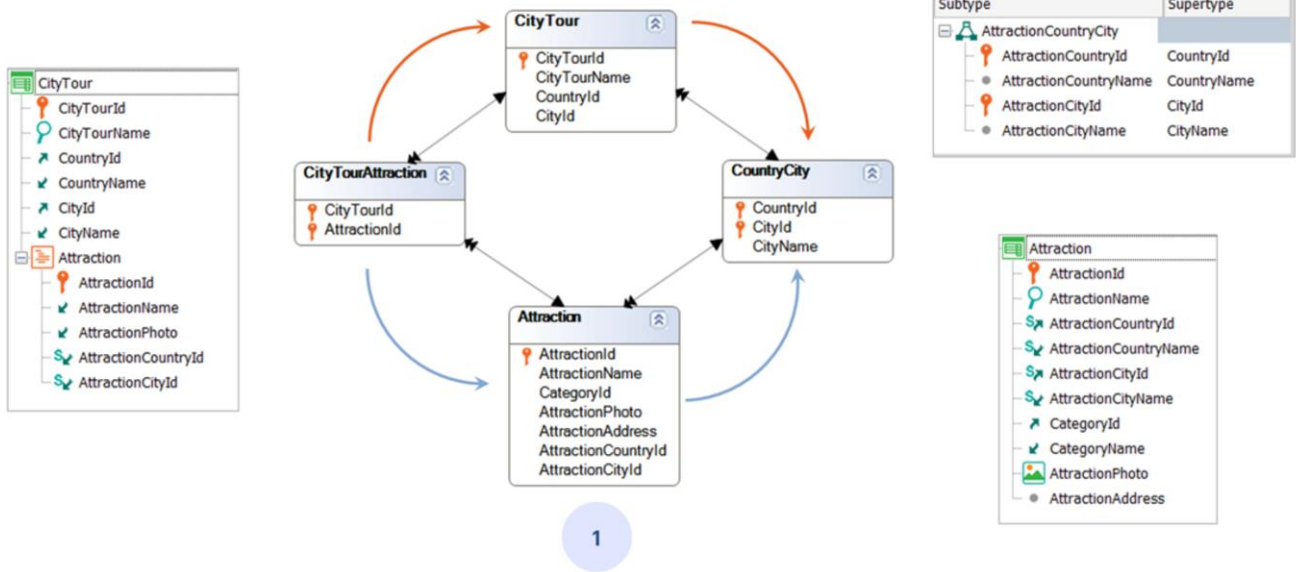 CityTour
CityTourId
CityTourName
CountryId
CountryName
CityId
CityName
Attraction
AttractionId
AttractionName
AttractionPhoto
AttractionCountryId
AttractionCityId
CityTour
CityTourId
CityTourName
CountryId
CityId
CityTourAttraction
CityTourId
AttractionId
CountryCity
CountryId
CityId
CityName
Attraction
AttractionId
AttractionName
CategoryId
AttractionPhoto
AttractionAddress
AttractionCountryId
AttractionCityId
1
Subtype Supertype
AttractionCountryCity
AttractionCountryId CountryId
AttractionCountryName CountryName
AttractionCityId CityId
AttractionCityName CityName
Attraction
AttractionId
AttractionName
S AttractionCountryId
S AttractionCountryName
S AttractionCityId
S AttractionCityName
CategoryId
CategoryName
AttractionPhoto
AttractionAddress